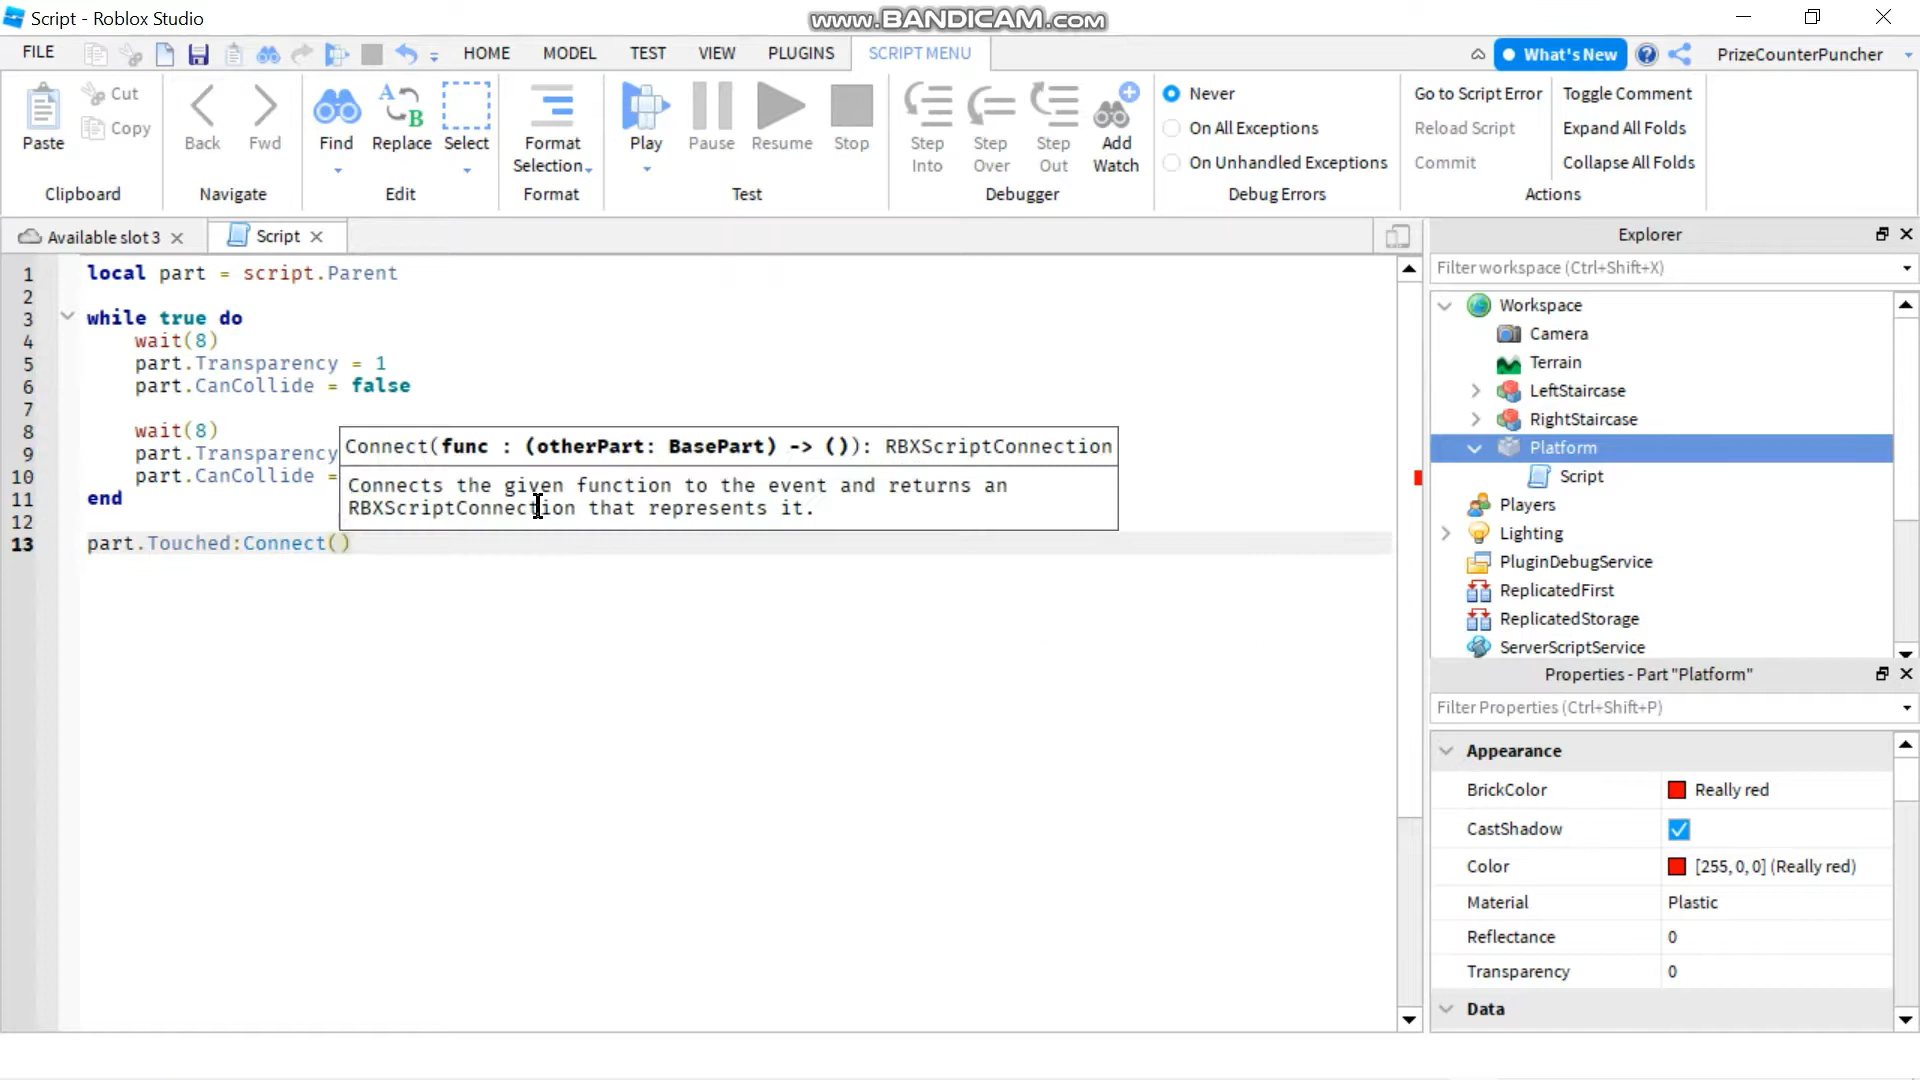 Script - Roblox Studio
www.BANDICAM.com
FILE
HOME
MODEL
TEST
VIEW
PLUGINS
SCRIPT MENU
What's New
PrizeCounterPuncher
Paste
Cut
Copy
Clipboard
Back
Fwd
Navigate
Find
Replace
Select
Edit
Format
Selection
Format
Play
Pause
Resume
Stop
Test
Step
Into
Step
Over
Step
Out
Add
Watch
Debugger
Never
On All Exceptions
On Unhandled Exceptions
Debug Errors
Go to Script Error
Reload Script
Commit
Toggle Comment
Expand All Folds
Collapse All Folds
Actions
Available slot 3
Script
1 local part = script.Parent
2
3 while true do
4 wait(8)
5 part.Transparency = 1
6 part.CanCollide = false
7
8 wait(8)
9 part.Transparency
10 part.CanCollide =
11 end
12
13 part.Touched:Connect()
Connect(func : (otherPart: BasePart) -> ()): RBXScriptConnection
Connects the given function to the event and returns an
RBXScriptConnection that represents it.
Explorer
Filter workspace (Ctrl+Shift+X)
Workspace
Camera
Terrain
LeftStaircase
RightStaircase
Platform
Script
Players
Lighting
PluginDebugService
ReplicatedFirst
ReplicatedStorage
ServerScriptService
Properties - Part "Platform"
Filter Properties (Ctrl+Shift+P)
Appearance
BrickColor Really red
CastShadow
Color [255, 0, 0] (Really red)
Material Plastic
Reflectance 0
Transparency 0
Data